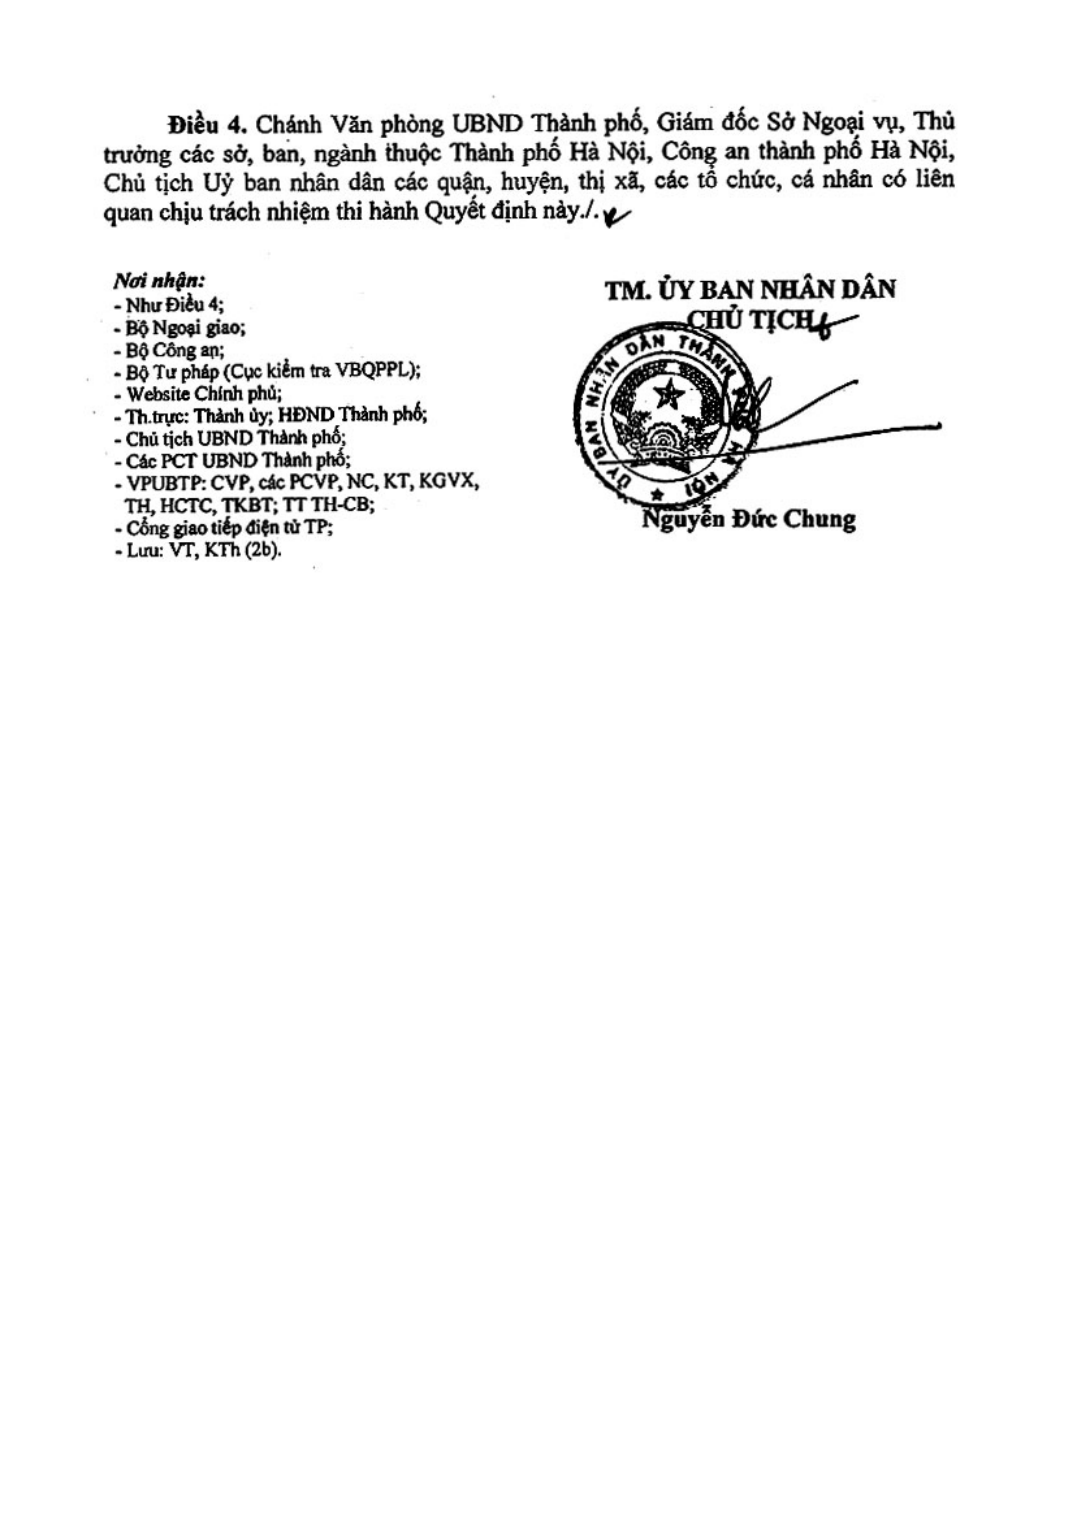 Điều 4. Chánh Văn phòng UBND Thành phố, Giám đốc Sở Ngoại vụ, Thủ
trưởng các sở, ban, ngành thuộc Thành phố Hà Nội, Công an thành phố Hà Nội,
Chủ tịch Uỷ ban nhân dân các quận, huyện, thị xã, các tổ chức, cá nhân có liên
quan chịu trách nhiệm thi hành Quyết định này./.
Nơi nhận:
- Như Điều 4;
- Bộ Ngoại giao;
- Bộ Công an;
- Bộ Tư pháp (Cục kiểm tra VBQPPL);
- Website Chính phủ;
- Th.trực: Thành ủy; HĐND Thành phố;
- Chủ tịch UBND Thành phố;
- Các PCT UBND Thành phố;
- VPUBTP: CVP, các PCVP, NC, KT, KGVX,
TH, HCTC, TKBT; TT TH-CB;
- Cổng giao tiếp điện tử TP;
- Lưu: VT, KTh (2b).
TM. ỦY BAN NHÂN DÂN
CHỦ TỊCH
ỦY BAN NHÂN DÂN THÀNH PHỐ HÀ NỘI
Nguyễn Đức Chung